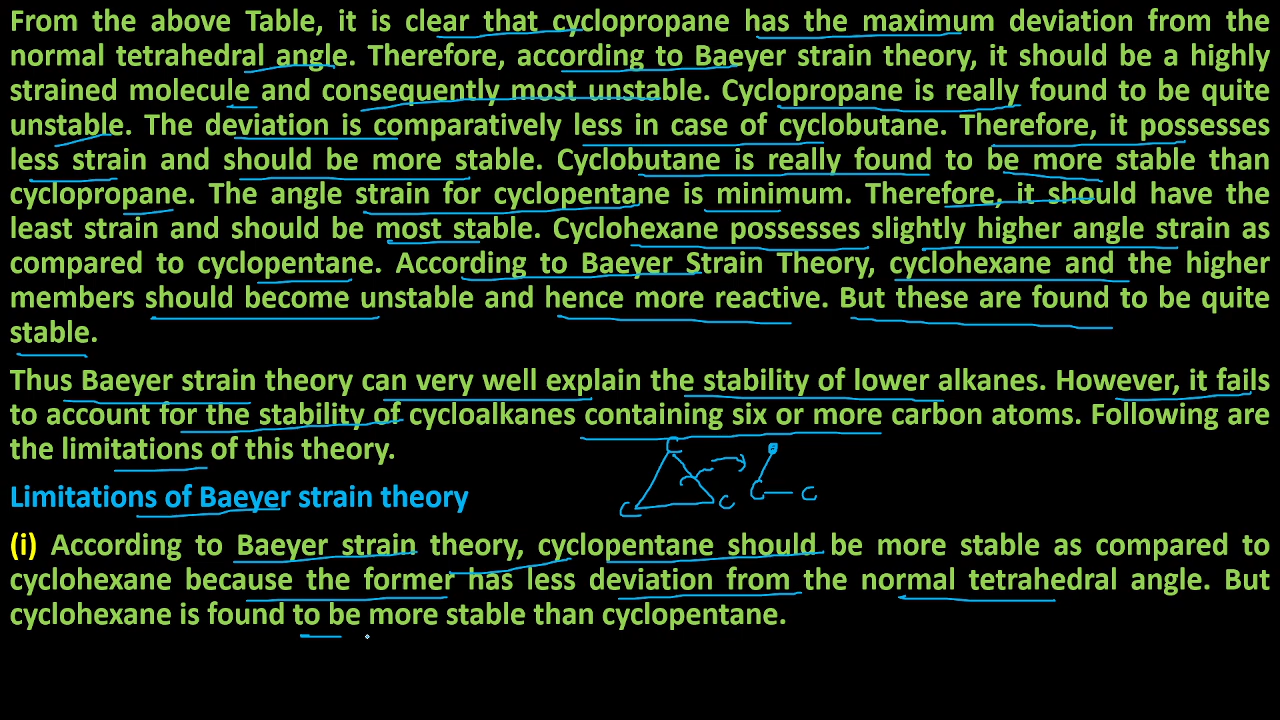 From the above Table, it is clear that cyclopropane has the maximum deviation from the
normal tetrahedral angle. Therefore, according to Baeyer strain theory, it should be a highly
strained molecule and consequently most unstable. Cyclopropane is really found to be quite
unstable. The deviation is comparatively less in case of cyclobutane. Therefore, it possesses
less strain and should be more stable. Cyclobutane is really found to be more stable than
cyclopropane. The angle strain for cyclopentane is minimum. Therefore, it should have the
least strain and should be most stable. Cyclohexane possesses slightly higher angle strain as
compared to cyclopentane. According to Baeyer Strain Theory, cyclohexane and the higher
members should become unstable and hence more reactive. But these are found to be quite
stable.
Thus Baeyer strain theory can very well explain the stability of lower alkanes. However, it fails
to account for the stability of cycloalkanes containing six or more carbon atoms. Following are
the limitations of this theory.
C
C C
C C
Limitations of Baeyer strain theory
(i) According to Baeyer strain theory, cyclopentane should be more stable as compared to
cyclohexane because the former has less deviation from the normal tetrahedral angle. But
cyclohexane is found to be more stable than cyclopentane.